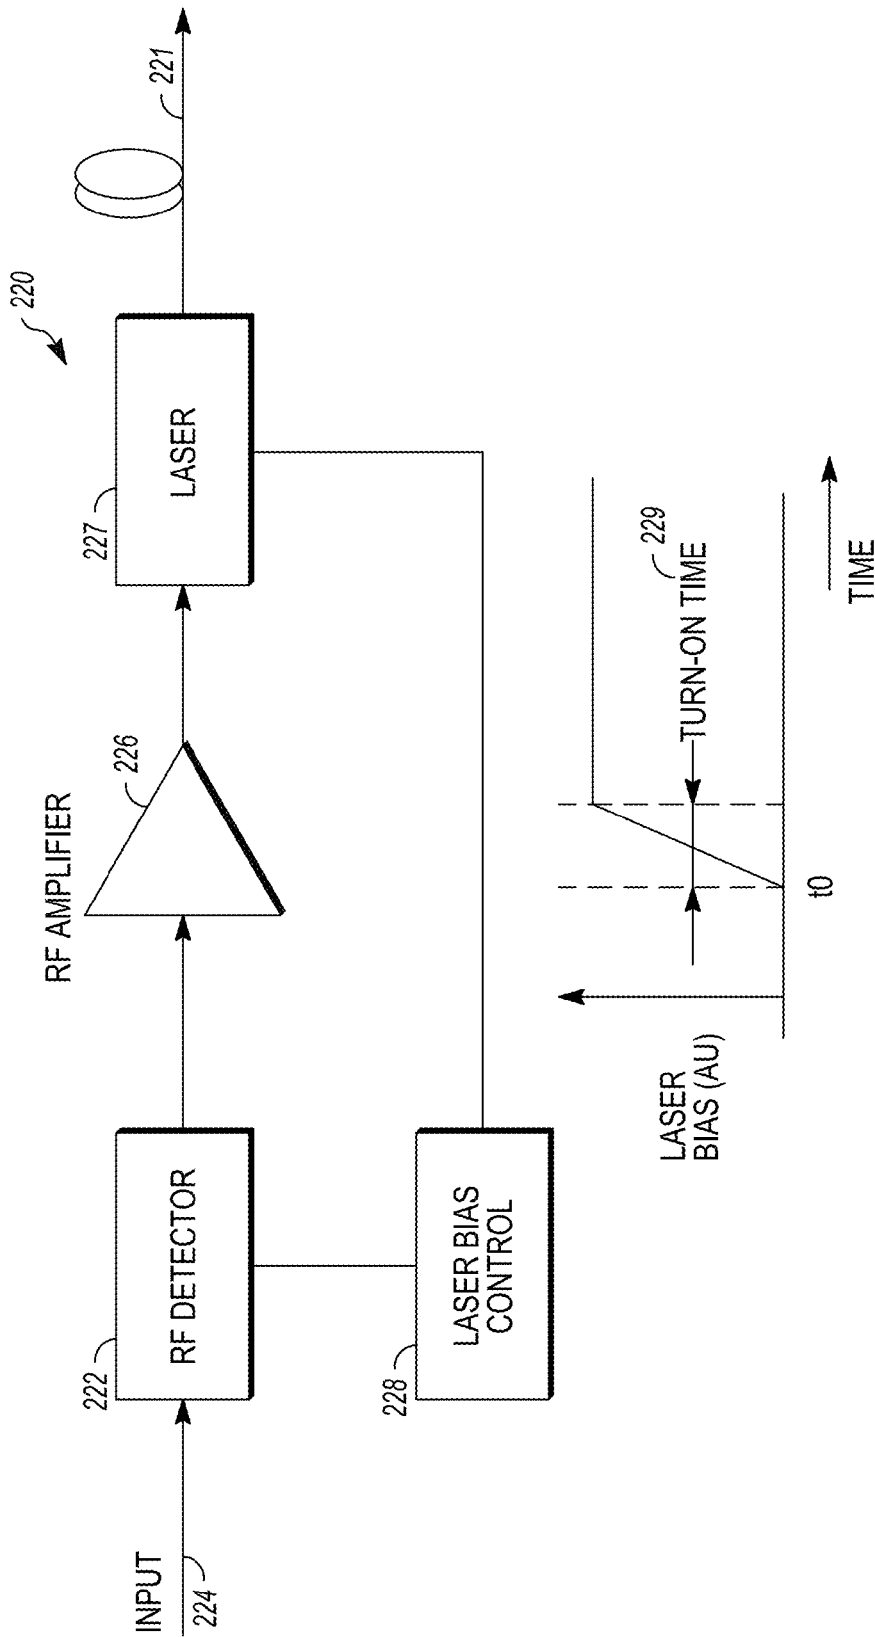 220
INPUT
224
222
RF DETECTOR
RF AMPLIFIER
226
227
LASER
221
228
LASER BIAS
CONTROL
LASER
BIAS (AU)
t0
TURN-ON TIME
229
TIME